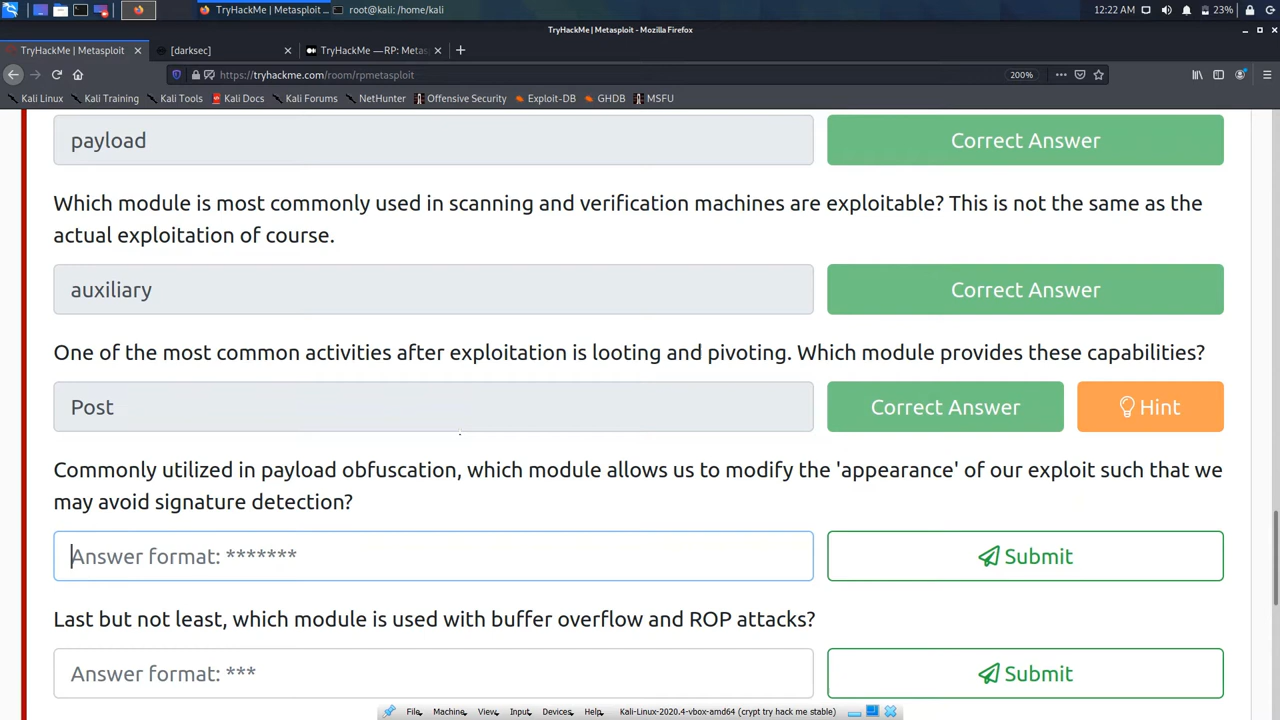 TryHackMe | Metasploit ...
root@kali: /home/kali
12:22 AM
23%
TryHackMe | Metasploit - Mozilla Firefox
TryHackMe | Metasploit
[darksec]
TryHackMe — RP: Metas
https://tryhackme.com/room/rpmetasploit
200%
Kali Linux
Kali Training
Kali Tools
Kali Docs
Kali Forums
NetHunter
Offensive Security
Exploit-DB
GHDB
MSFU
payload
Correct Answer
Which module is most commonly used in scanning and verification machines are exploitable? This is not the same as the
actual exploitation of course.
auxiliary
Correct Answer
One of the most common activities after exploitation is looting and pivoting. Which module provides these capabilities?
Post
Correct Answer
Hint
Commonly utilized in payload obfuscation, which module allows us to modify the 'appearance' of our exploit such that we
may avoid signature detection?
Answer format: *******
Submit
Last but not least, which module is used with buffer overflow and ROP attacks?
Answer format: ***
Submit
File
Machine
View
Input
Devices
Help
Kali-Linux-2020.4-vbox-amd64 (crypt try hack me stable)